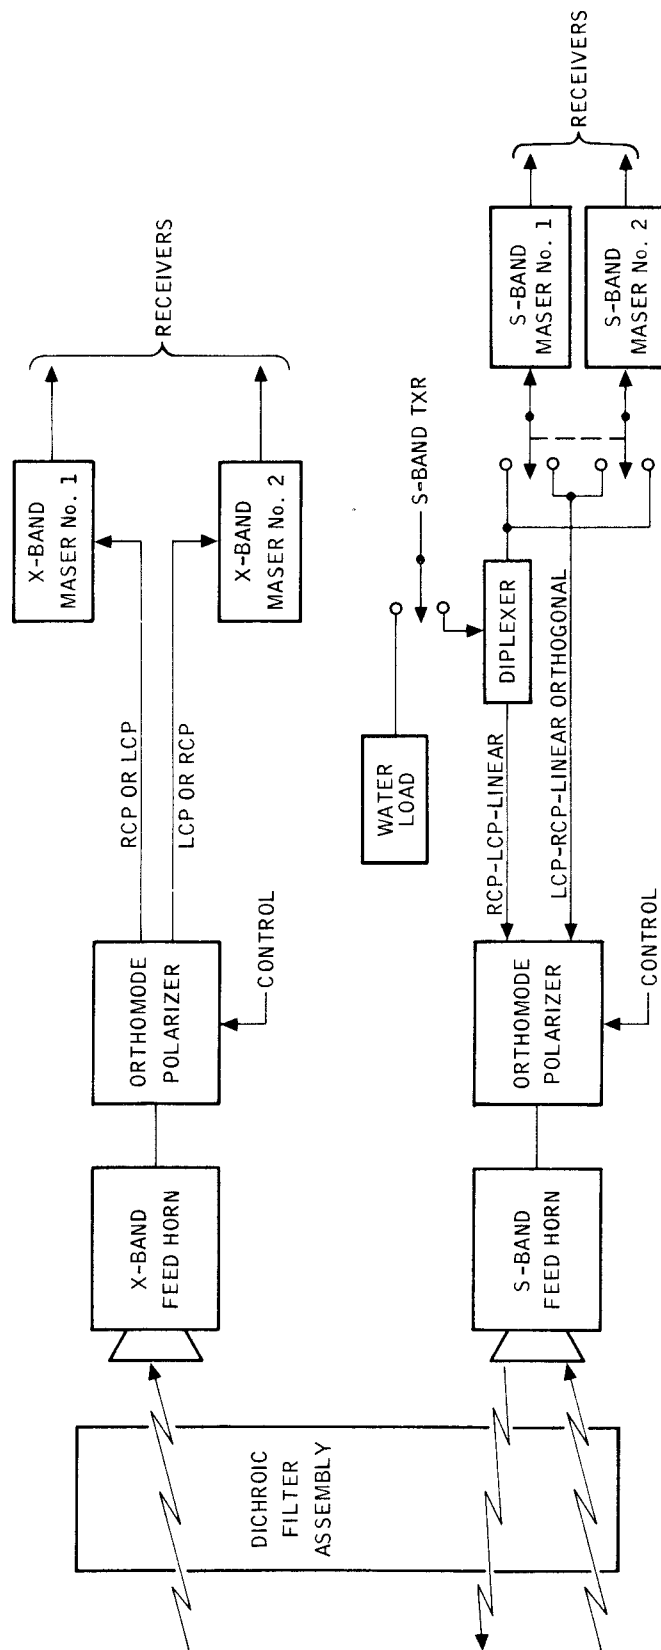 DICHROIC
FILTER
ASSEMBLY
X-BAND
FEED HORN
ORTHOMODE
POLARIZER
CONTROL
RCP OR LCP
LCP OR RCP
X-BAND
MASER No. 1
X-BAND
MASER No. 2
RECEIVERS
S-BAND
FEED HORN
ORTHOMODE
POLARIZER
CONTROL
RCP-LCP-LINEAR
LCP-RCP-LINEAR ORTHOGONAL
WATER
LOAD
DIPLEXER
S-BAND TXR
S-BAND
MASER No. 1
S-BAND
MASER No. 2
RECEIVERS